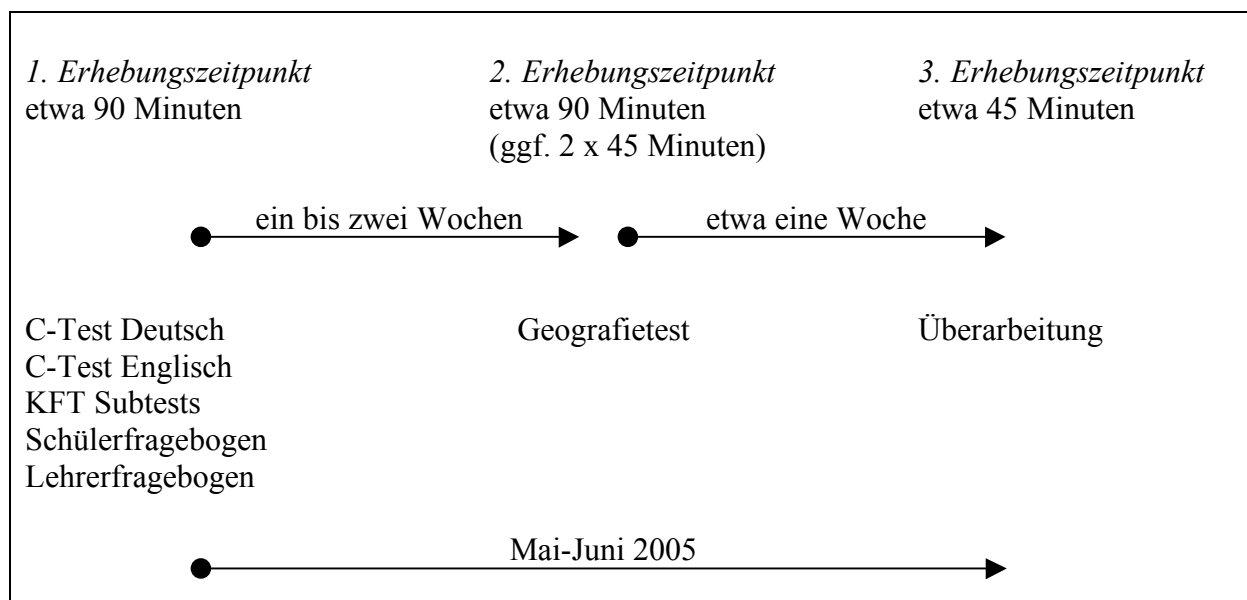 1. Erhebungszeitpunkt
etwa 90 Minuten
2. Erhebungszeitpunkt
etwa 90 Minuten
(ggf. 2 x 45 Minuten)
3. Erhebungszeitpunkt
etwa 45 Minuten
ein bis zwei Wochen
etwa eine Woche
C-Test Deutsch
C-Test Englisch
KFT Subtests
Schülerfragebogen
Lehrerfragebogen
Geografietest
Überarbeitung
Mai-Juni 2005